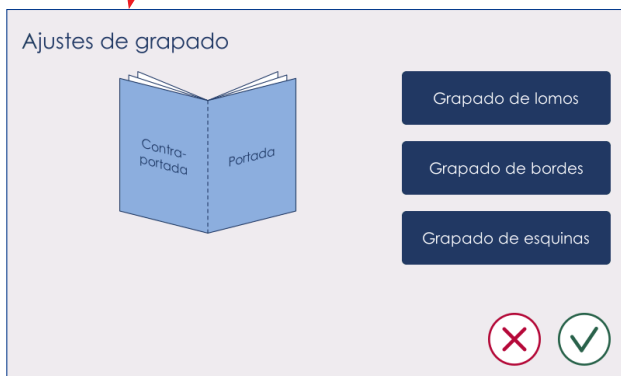 Ajustes de grapado
Contra-
portada
Portada
Grapado de lomos
Grapado de bordes
Grapado de esquinas